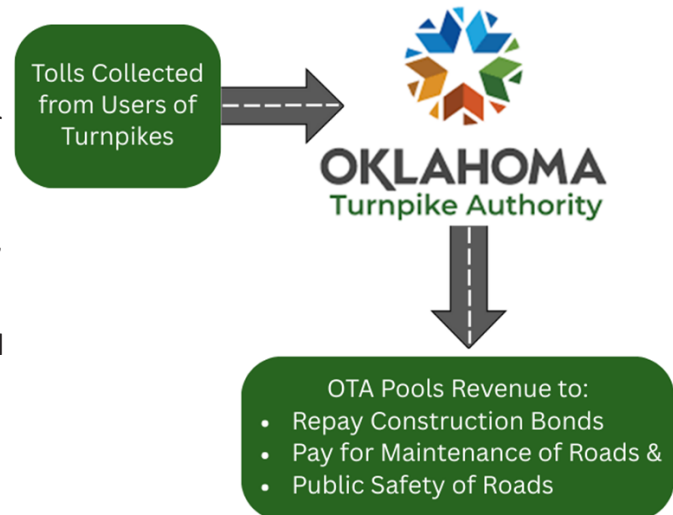 Tolls Collected
from Users of
Turnpikes
OKLAHOMA
Turnpike Authority
OTA Pools Revenue to:
• Repay Construction Bonds
• Pay for Maintenance of Roads &
• Public Safety of Roads